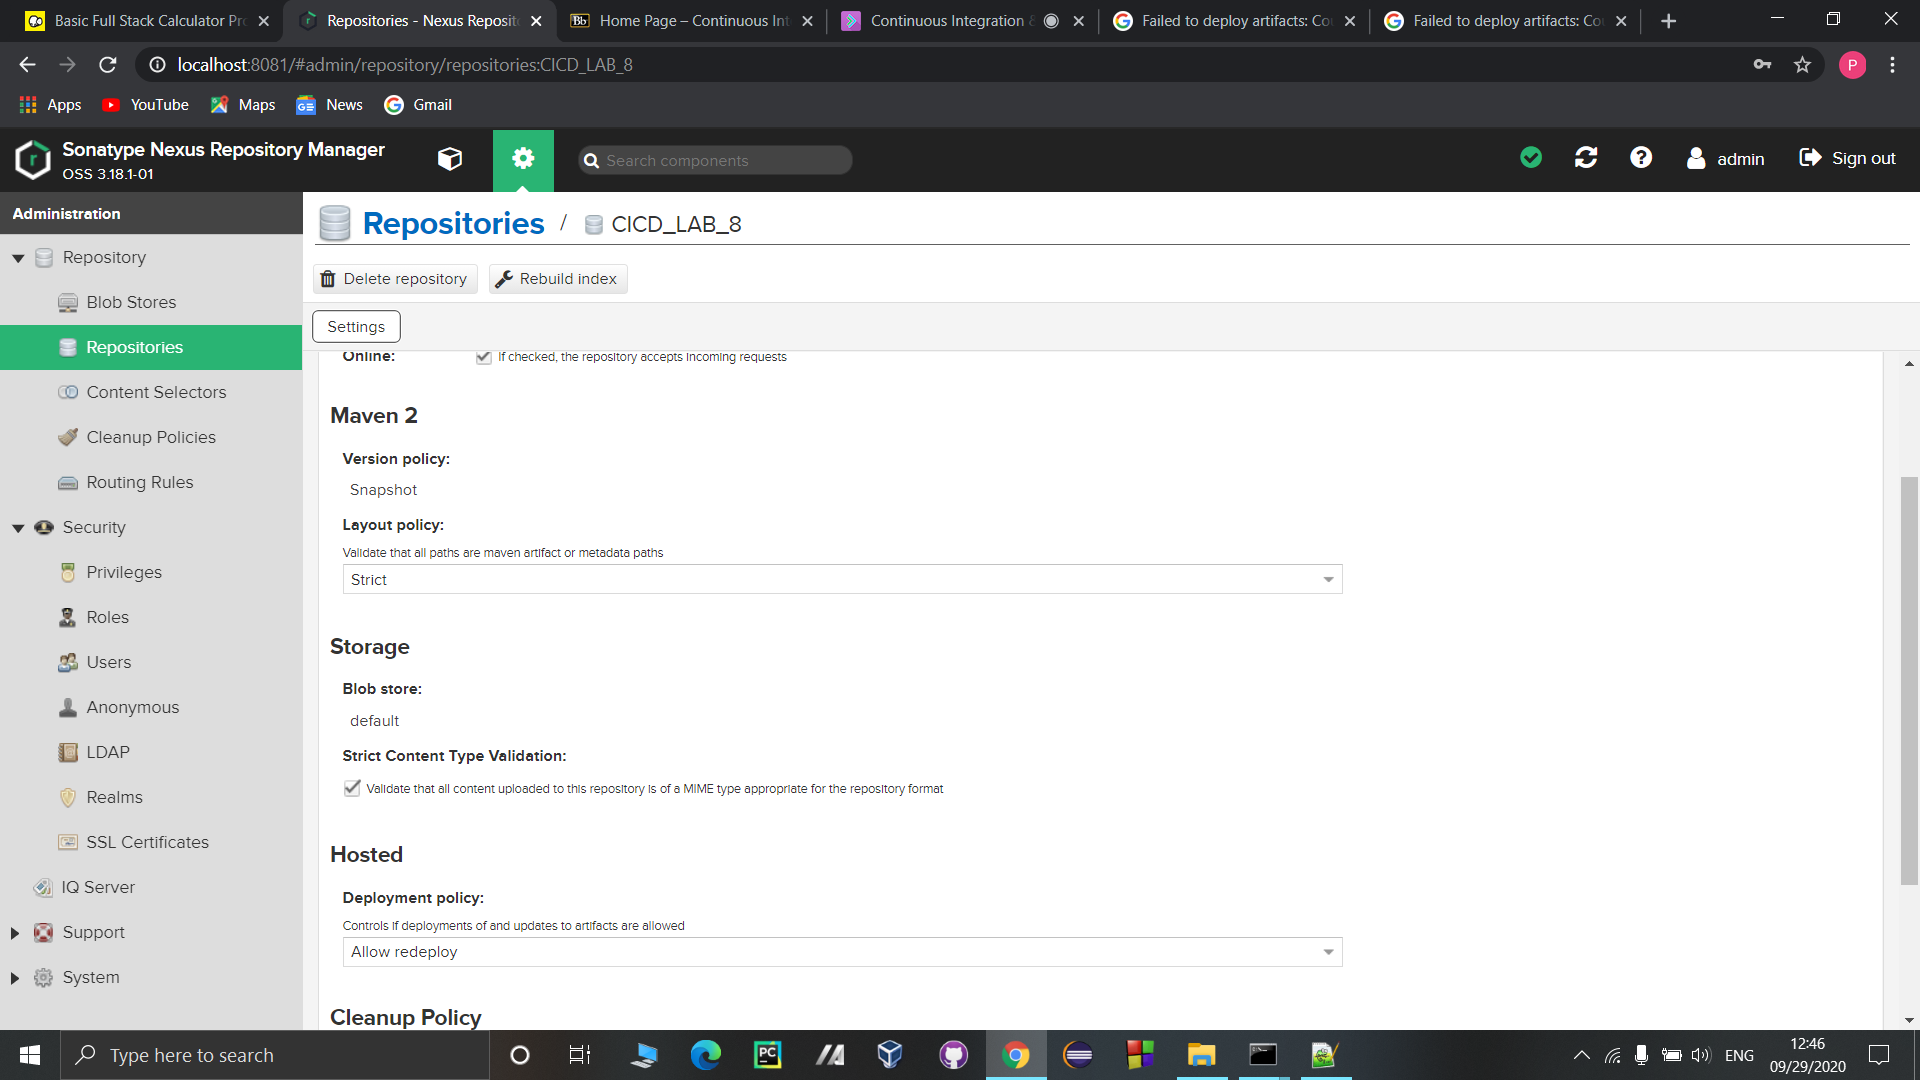 Basic Full Stack Calculator Pr
Repositories - Nexus Reposit
Home Page – Continuous Int
Continuous Integration &
Failed to deploy artifacts: Co
Failed to deploy artifacts: Co
localhost:8081/#admin/repository/repositories:CICD_LAB_8
P
Apps
YouTube
Maps
News
Gmail
Sonatype Nexus Repository Manager
OSS 3.18.1-01
Search components
admin
Sign out
Administration
Repository
Blob Stores
Repositories
Content Selectors
Cleanup Policies
Routing Rules
Security
Privileges
Roles
Users
Anonymous
LDAP
Realms
SSL Certificates
IQ Server
Support
System
Repositories / CICD_LAB_8
Delete repository
Rebuild index
Settings
Online:
If checked, the repository accepts incoming requests
Maven 2
Version policy:
Snapshot
Layout policy:
Validate that all paths are maven artifact or metadata paths
Strict
Storage
Blob store:
default
Strict Content Type Validation:
Validate that all content uploaded to this repository is of a MIME type appropriate for the repository format
Hosted
Deployment policy:
Controls if deployments of and updates to artifacts are allowed
Allow redeploy
Cleanup Policy
Type here to search
ENG
12:46
09/29/2020